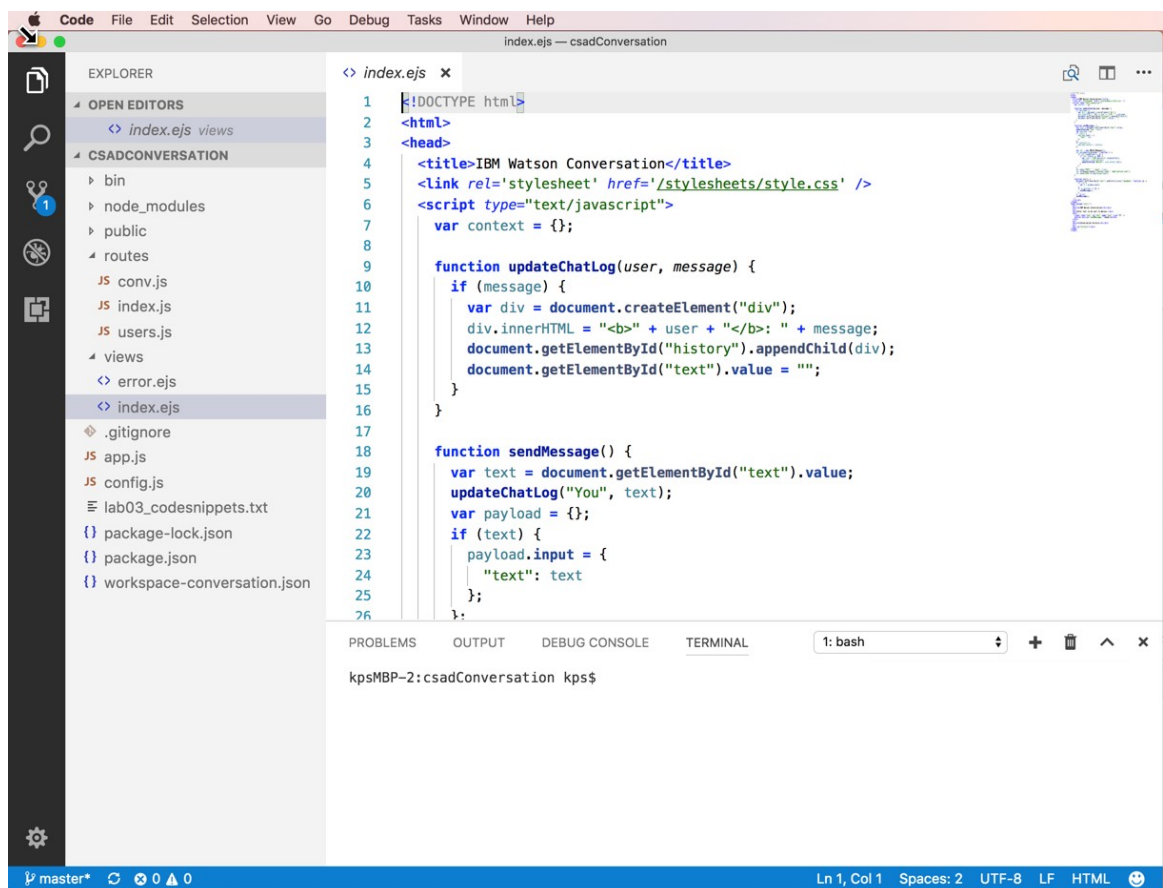 Code File Edit Selection View Go Debug Tasks Window Help
index.ejs — csadConversation
EXPLORER
OPEN EDITORS
index.ejs views
CSADCONVERSATION
bin
node_modules
public
routes
JS conv.js
JS index.js
JS users.js
views
<> error.ejs
<> index.ejs
.gitignore
JS app.js
JS config.js
lab03_codesnippets.txt
{} package-lock.json
{} package.json
{} workspace-conversation.json
1
<> index.ejs ×
1 <!DOCTYPE html>
2 <html>
3 <head>
4 <title>IBM Watson Conversation</title>
5 <link rel='stylesheet' href='/stylesheets/style.css' />
6 <script type="text/javascript">
7 var context = {};
8
9 function updateChatLog(user, message) {
10 if (message) {
11 var div = document.createElement("div");
12 div.innerHTML = "<b>" + user + "</b>: " + message;
13 document.getElementById("history").appendChild(div);
14 document.getElementById("text").value = "";
15 }
16 }
17
18 function sendMessage() {
19 var text = document.getElementById("text").value;
20 updateChatLog("You", text);
21 var payload = {};
22 if (text) {
23 payload.input = {
24 "text": text
25 };
26 };
PROBLEMS OUTPUT DEBUG CONSOLE TERMINAL 1: bash
kpsMBP-2:csadConversation kps$
master* 0 0 Ln 1, Col 1 Spaces: 2 UTF-8 LF HTML